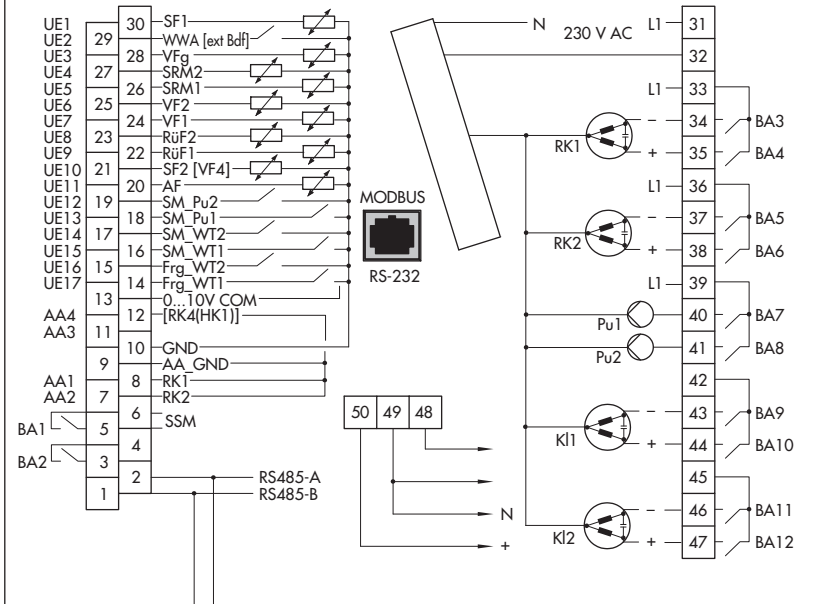 UE1 30 SF1
UE2 29 WWA [ext Bdf]
UE3 28 VFg
UE4 27 SRM2
UE5 26 SRM1
UE6 25 VF2
UE7 24 VF1
UE8 23 RüF2
UE9 22 RüF1
UE10 21 SF2 [VF4]
UE11 20 AF
UE12 19 SM_Pu2
UE13 18 SM_Pu1
UE14 17 SM_WT2
UE15 16 SM_WT1
UE16 15 Frg_WT2
UE17 14 Frg_WT1
13 0...10V COM
AA4 12 [RK4(HK1)]
AA3 11
10 GND
9 AA_GND
AA1 8 RK1
AA2 7 RK2
6 SSM
BA1 5
4
BA2 3
2 RS485-A
1 RS485-B
MODBUS
RS-232
50 49 48
N
+
N 230 V AC L1 31
32
L1 33
RK1 − 34 BA3
+ 35 BA4
L1 36
RK2 − 37 BA5
+ 38 BA6
L1 39
Pu1 40 BA7
Pu2 41 BA8
42
Kl1 − 43 BA9
+ 44 BA10
45
Kl2 − 46 BA11
+ 47 BA12